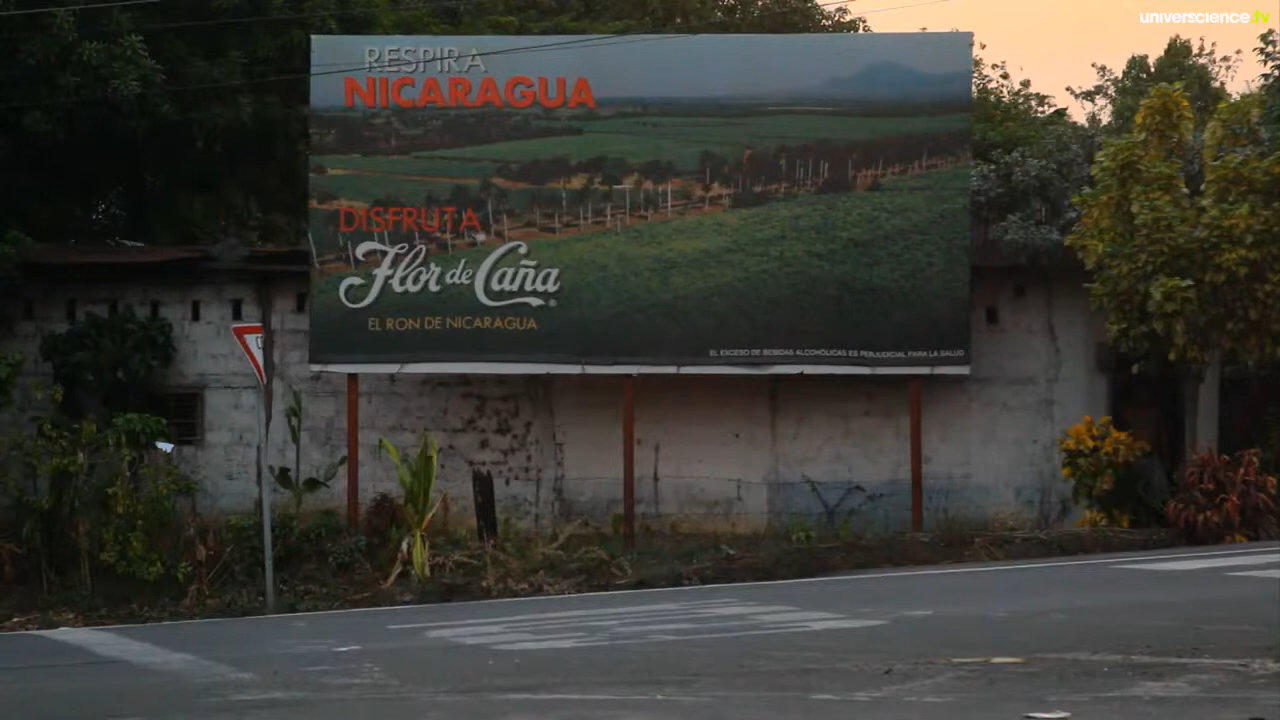 universcience.tv
RESPIRA
NICARAGUA
DISFRUTA
Flor de Caña
EL RON DE NICARAGUA
EL EXCESO DE BEBIDAS ALCOHÓLICAS ES PERJUDICIAL PARA LA SALUD